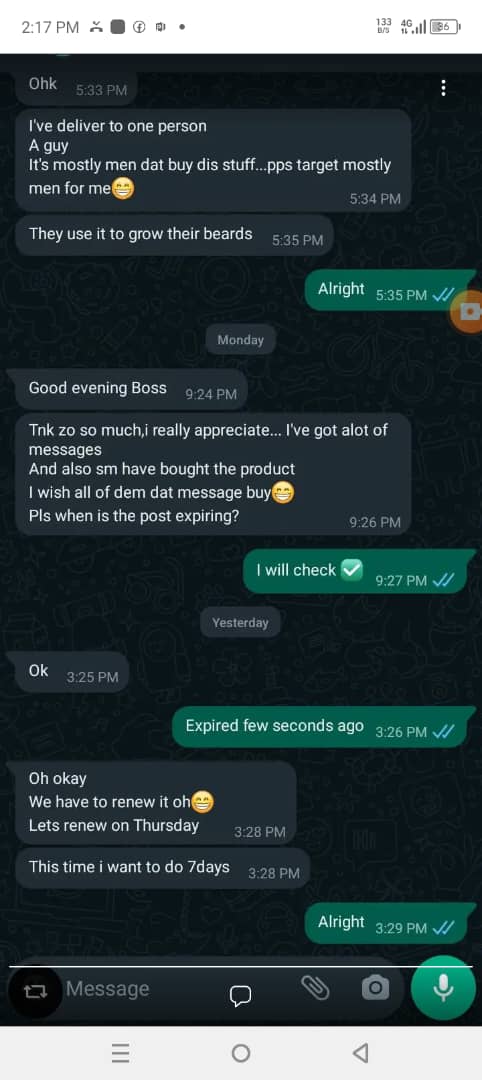 2:17 PM
133 B/S 4G 36
Ohk 5:33 PM
I've deliver to one person
A guy
It's mostly men dat buy dis stuff...pps target mostly
men for me😁
5:34 PM
They use it to grow their beards 5:35 PM
Alright 5:35 PM
Monday
Good evening Boss 9:24 PM
Tnk zo so much,i really appreciate... I've got alot of
messages
And also sm have bought the product
I wish all of dem dat message buy😁
Pls when is the post expiring? 9:26 PM
I will check ✅ 9:27 PM
Yesterday
Ok 3:25 PM
Expired few seconds ago 3:26 PM
Oh okay
We have to renew it oh😁
Lets renew on Thursday 3:28 PM
This time i want to do 7days 3:28 PM
Alright 3:29 PM
Message